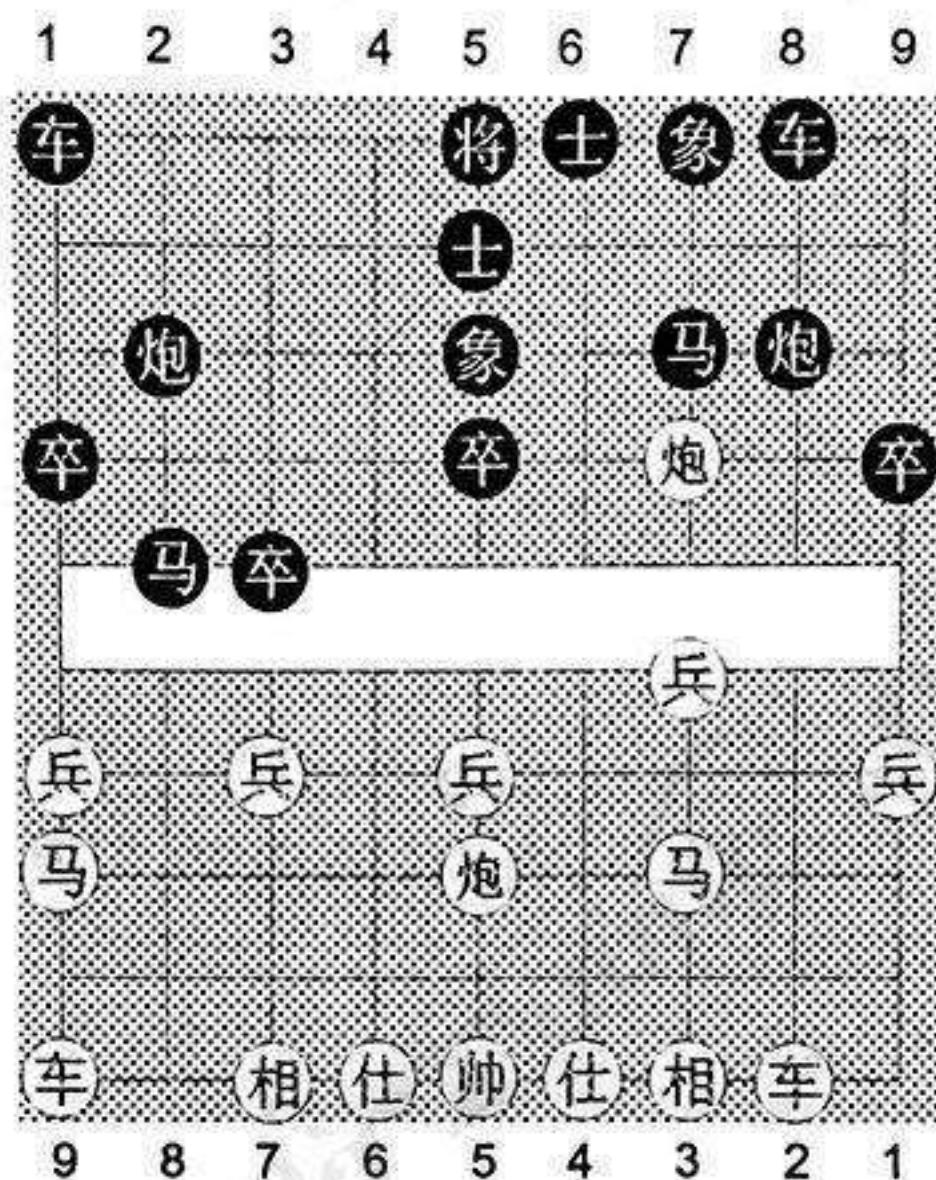 1 2 3 4 5 6 7 8 9
车 将 士 象 车
士
炮 象 马 炮
卒 卒 炮 卒
马 卒
兵
兵 兵 兵 兵
马 炮 马
车 相 仕 帅 仕 相 车
9 8 7 6 5 4 3 2 1